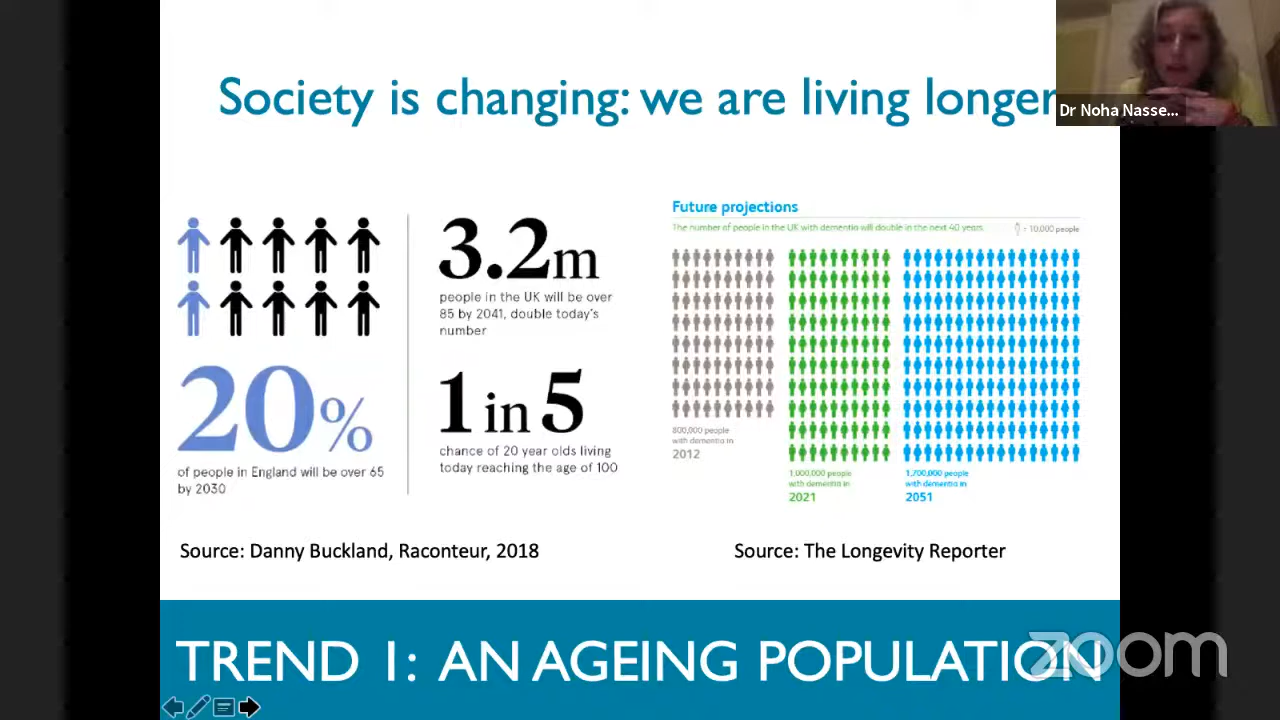 Society is changing: we are living longer
Dr Noha Nasse...
20%
of people in England will be over 65
by 2030
3.2m
people in the UK will be over
85 by 2041, double today's
number
1 in 5
chance of 20 year olds living
today reaching the age of 100
Source: Danny Buckland, Raconteur, 2018
Future projections
The number of people in the UK with dementia will double in the next 40 years.
= 10,000 people
800,000 people
with dementia in
2012
1,000,000 people
with dementia in
2021
1,700,000 people
with dementia in
2051
Source: The Longevity Reporter
TREND 1: AN AGEING POPULATION
zoom